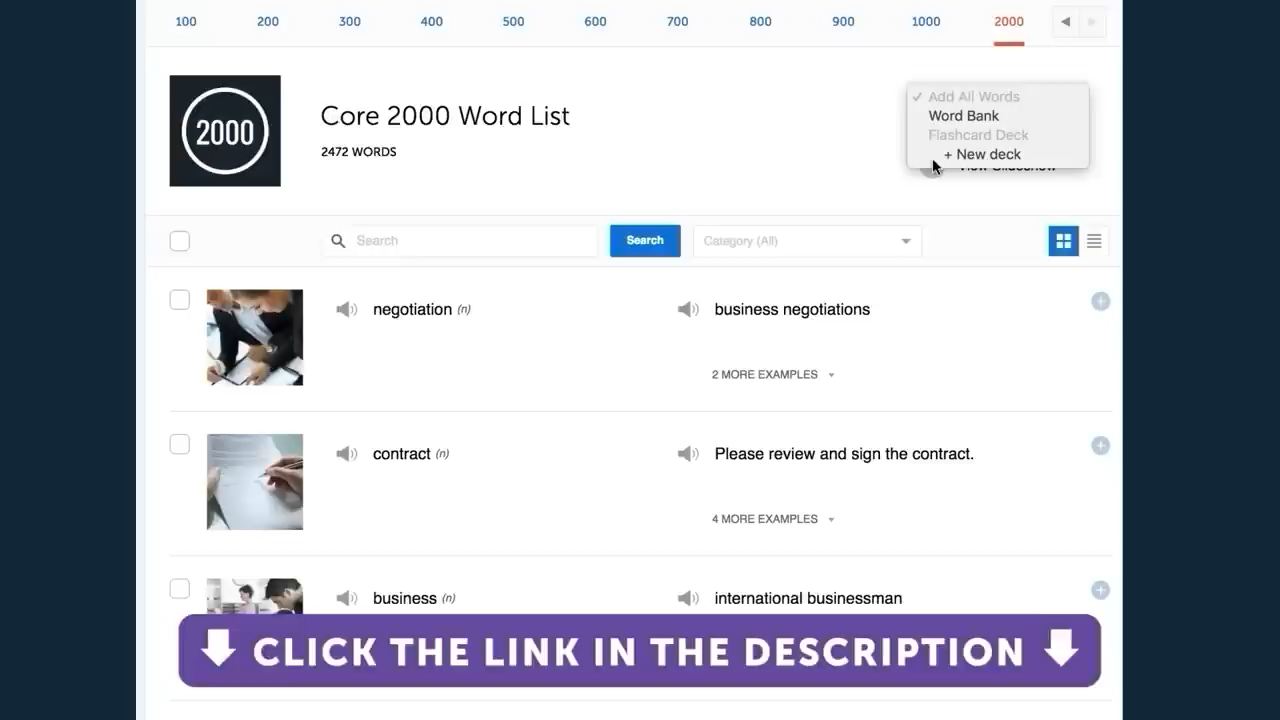 100 200 300 400 500 600 700 800 900 1000 2000
2000
Core 2000 Word List
2472 WORDS
Add All Words
Word Bank
Flashcard Deck
+ New deck
View Slideshow
Search
Search
Category (All)
negotiation (n)
business negotiations
2 MORE EXAMPLES
contract (n)
Please review and sign the contract.
4 MORE EXAMPLES
business (n)
international businessman
CLICK THE LINK IN THE DESCRIPTION